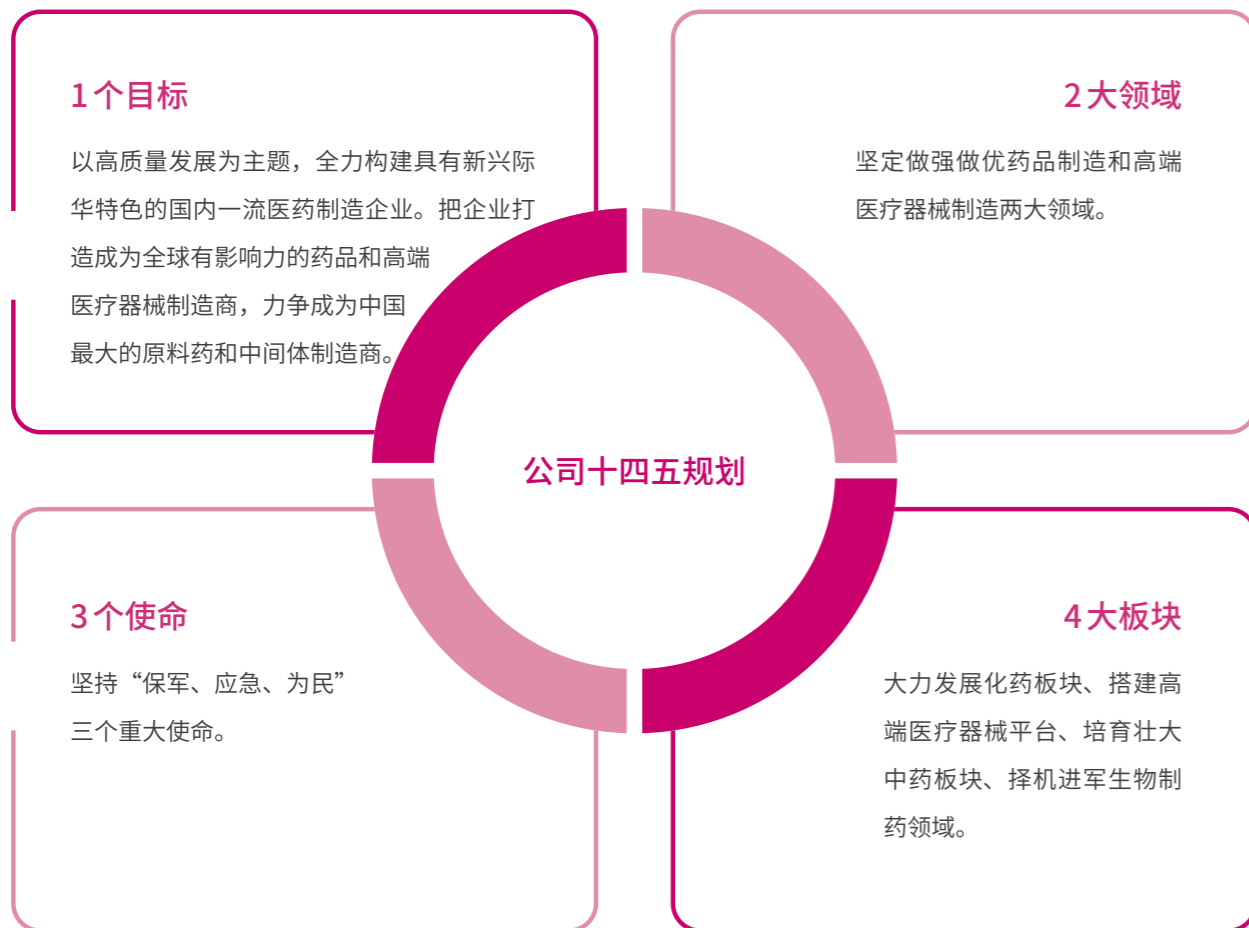 1个目标
以高质量发展为主题，全力构建具有新兴际
华特色的国内一流医药制造企业。把企业打
造成为全球有影响力的药品和高端
医疗器械制造商，力争成为中国
最大的原料药和中间体制造商。
2大领域
坚定做强做优药品制造和高端
医疗器械制造两大领域。
公司十四五规划
3个使命
坚持“保军、应急、为民”
三个重大使命。
4大板块
大力发展化药板块、搭建高
端医疗器械平台、培育壮大
中药板块、择机进军生物制
药领域。